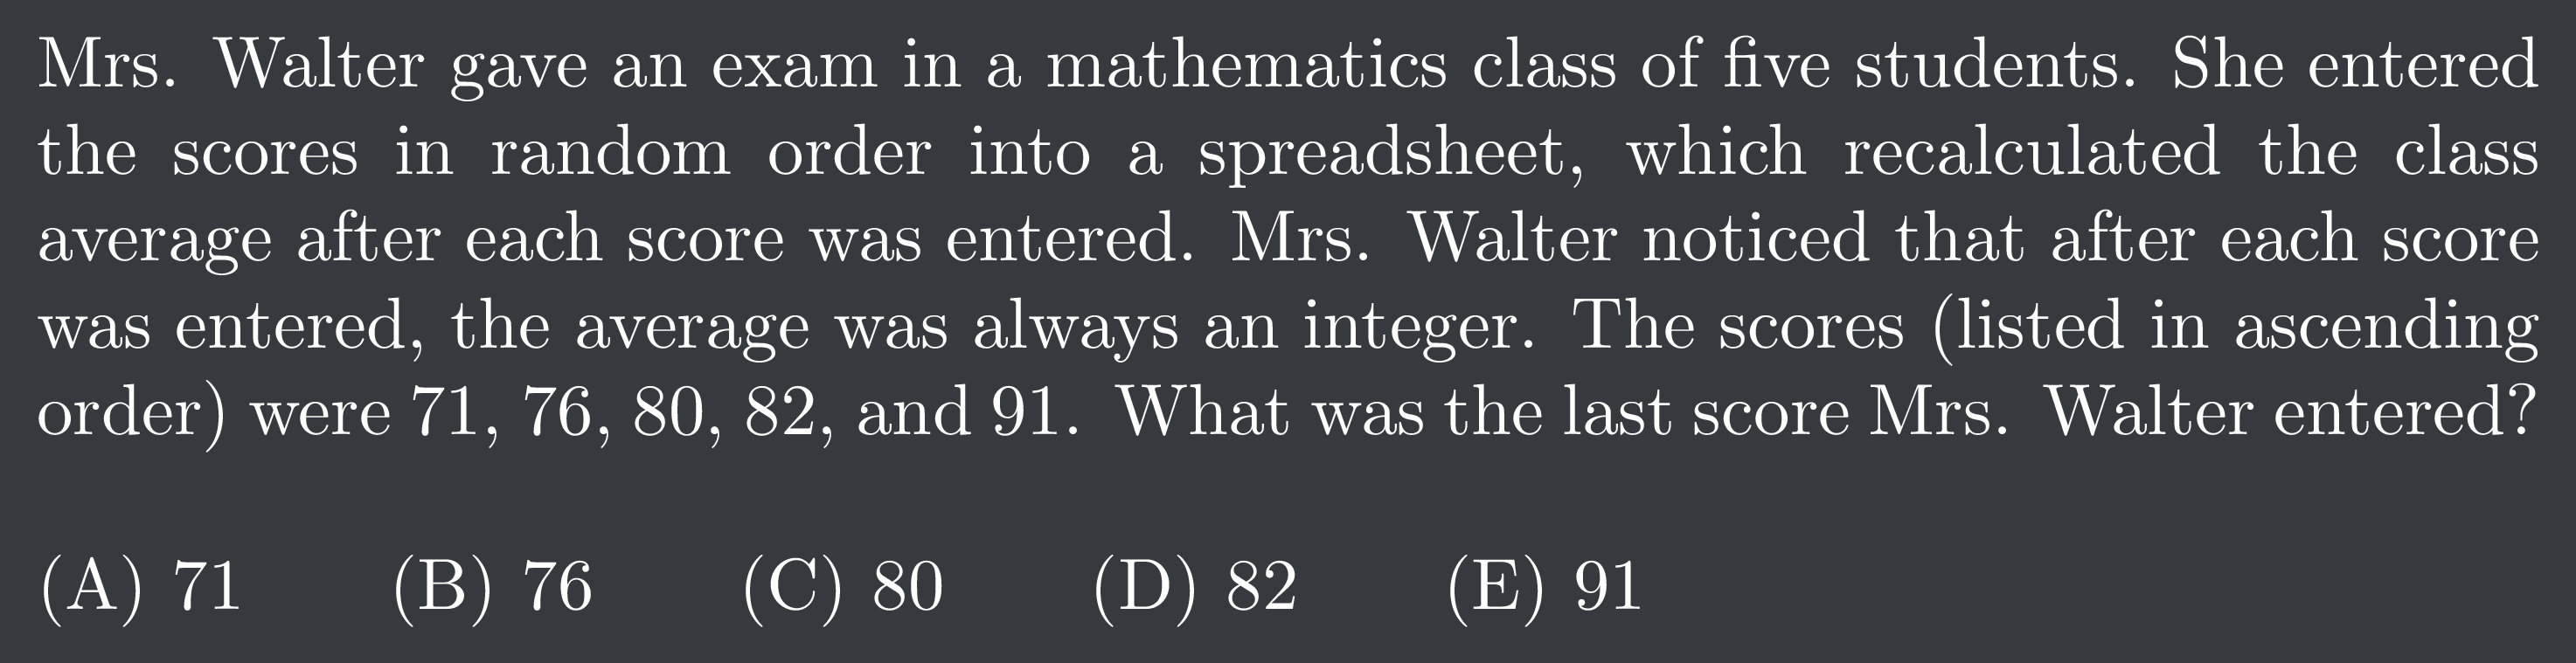 Mrs. Walter gave an exam in a mathematics class of five students. She entered
the scores in random order into a spreadsheet, which recalculated the class
average after each score was entered. Mrs. Walter noticed that after each score
was entered, the average was always an integer. The scores (listed in ascending
order) were 71, 76, 80, 82, and 91. What was the last score Mrs. Walter entered?
(A) 71 (B) 76 (C) 80 (D) 82 (E) 91